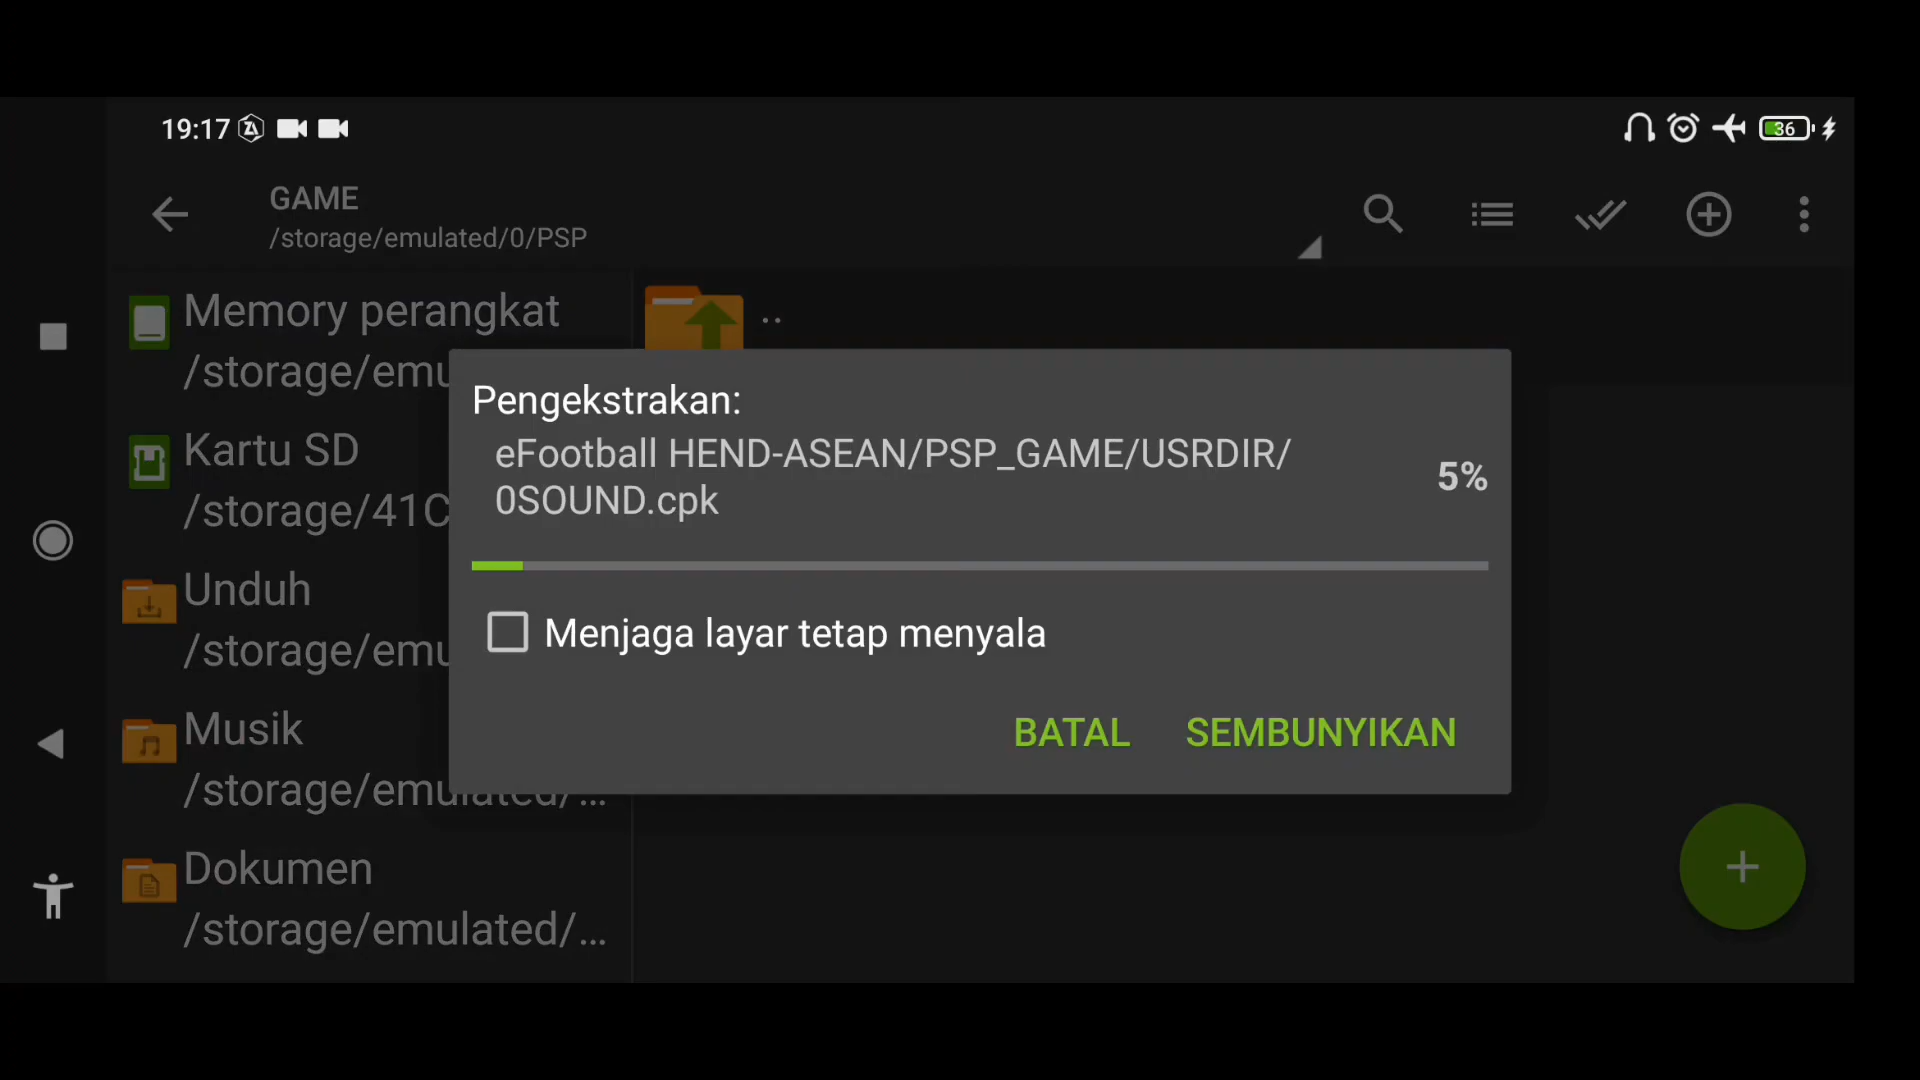 19:17
36
GAME
/storage/emulated/0/PSP
Memory perangkat
/storage/emu
Kartu SD
/storage/41C
Unduh
/storage/emu
Musik
/storage/emulated/...
Dokumen
/storage/emulated/...
..
Pengekstrakan:
eFootball HEND-ASEAN/PSP_GAME/USRDIR/
0SOUND.cpk
5%
Menjaga layar tetap menyala
BATAL
SEMBUNYIKAN